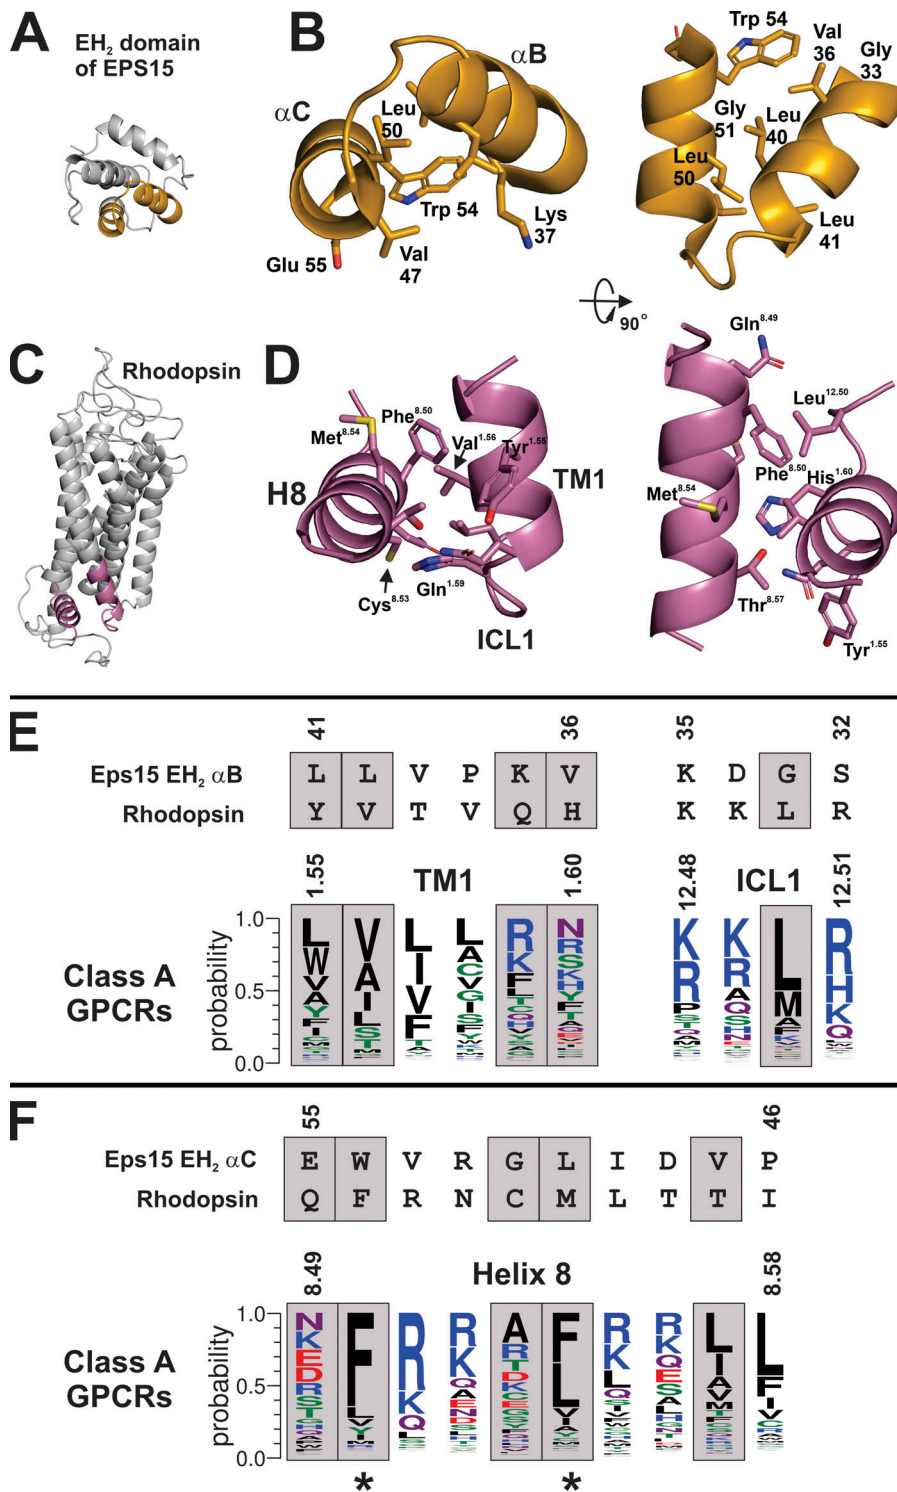 A
EH2 domain
of EPS15
B
αC
αB
Leu
50
Trp 54
Glu 55
Val
47
Lys
37
Trp 54
Val
36
Gly
33
Gly
51
Leu
40
Leu
50
Leu
41
90°
C
Rhodopsin
D
Met8.54
Phe8.50
Val1.56
Tyr1.55
H8
TM1
Cys8.53
Gln1.59
ICL1
Gln8.49
Leu12.50
Phe8.50
His1.60
Met8.54
Thr8.57
Tyr1.55
E
41 36 35 32
Eps15 EH2 αB L L V P K V K D G S
Rhodopsin Y V T V Q H K K L R
1.55 TM1 1.60 12.48 ICL1 12.51
Class A
GPCRs
probability
1.0
0.5
0.0
F
55 46
Eps15 EH2 αC E W V R G L I D V P
Rhodopsin Q F R N C M L T T I
8.49 Helix 8 8.58
Class A
GPCRs
probability
1.0
0.5
0.0
* *